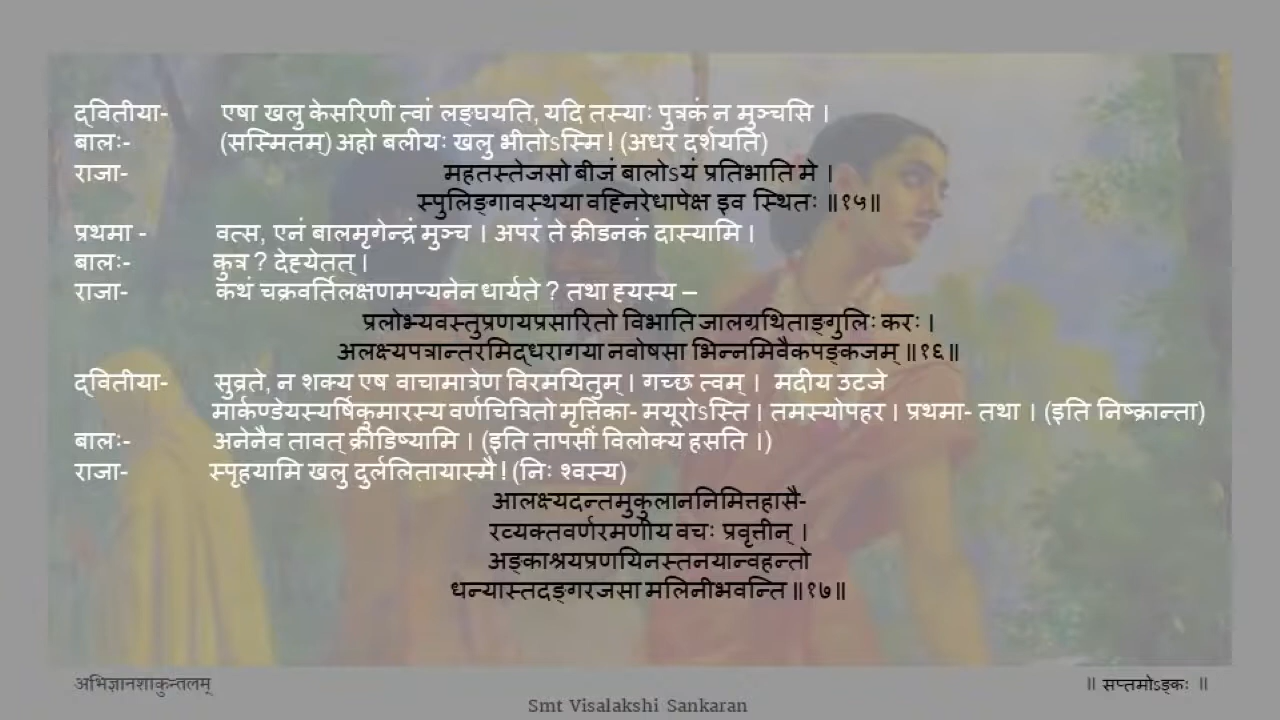 द्वितीया- एषा खलु केसरिणी त्वां लङ्घयति, यदि तस्याः पुत्रकं न मुञ्चसि ।
बालः- (सस्मितम्) अहो बलीयः खलु भीतोऽस्मि ! (अधरं दर्शयति)
राजा- महतस्तेजसो बीजं बालोऽयं प्रतिभाति मे ।
स्पुलिङ्गावस्थया वह्निरेधापेक्ष इव स्थितः ॥१५॥
प्रथमा - वत्स, एनं बालमृगेन्द्रं मुञ्च । अपरं ते क्रीडनकं दास्यामि ।
बालः- कुत्र ? देह्येतत् ।
राजा- कथं चक्रवर्तिलक्षणमप्यनेन धार्यते ? तथा ह्यस्य –
प्रलोभ्यवस्तुप्रणयप्रसारितो विभाति जालग्रथिताङ्गुलिः करः ।
अलक्ष्यपत्रान्तरमिद्धरागया नवोषसा भिन्नमिवैकपङ्कजम् ॥१६॥
द्वितीया- सुव्रते, न शक्य एष वाचामात्रेण विरमयितुम् । गच्छ त्वम् । मदीय उटजे
मार्कण्डेयस्यर्षिकुमारस्य वर्णचित्रितो मृत्तिका- मयूरोऽस्ति । तमस्योपहर । प्रथमा- तथा । (इति निष्क्रान्ता)
बालः- अनेनैव तावत् क्रीडिष्यामि । (इति तापसीं विलोक्य हसति ।)
राजा- स्पृहयामि खलु दुर्ललितायास्मै ! (निः श्वस्य)
आलक्ष्यदन्तमुकुलाननिमित्तहासै-
रव्यक्तवर्णरमणीय वचः प्रवृत्तीन् ।
अङ्काश्रयप्रणयिनस्तनयान्वहन्तो
धन्यास्तदङ्गरजसा मलिनीभवन्ति ॥१७॥
अभिज्ञानशाकुन्तलम्
॥ सप्तमोऽङ्कः ॥
Smt Visalakshi Sankaran